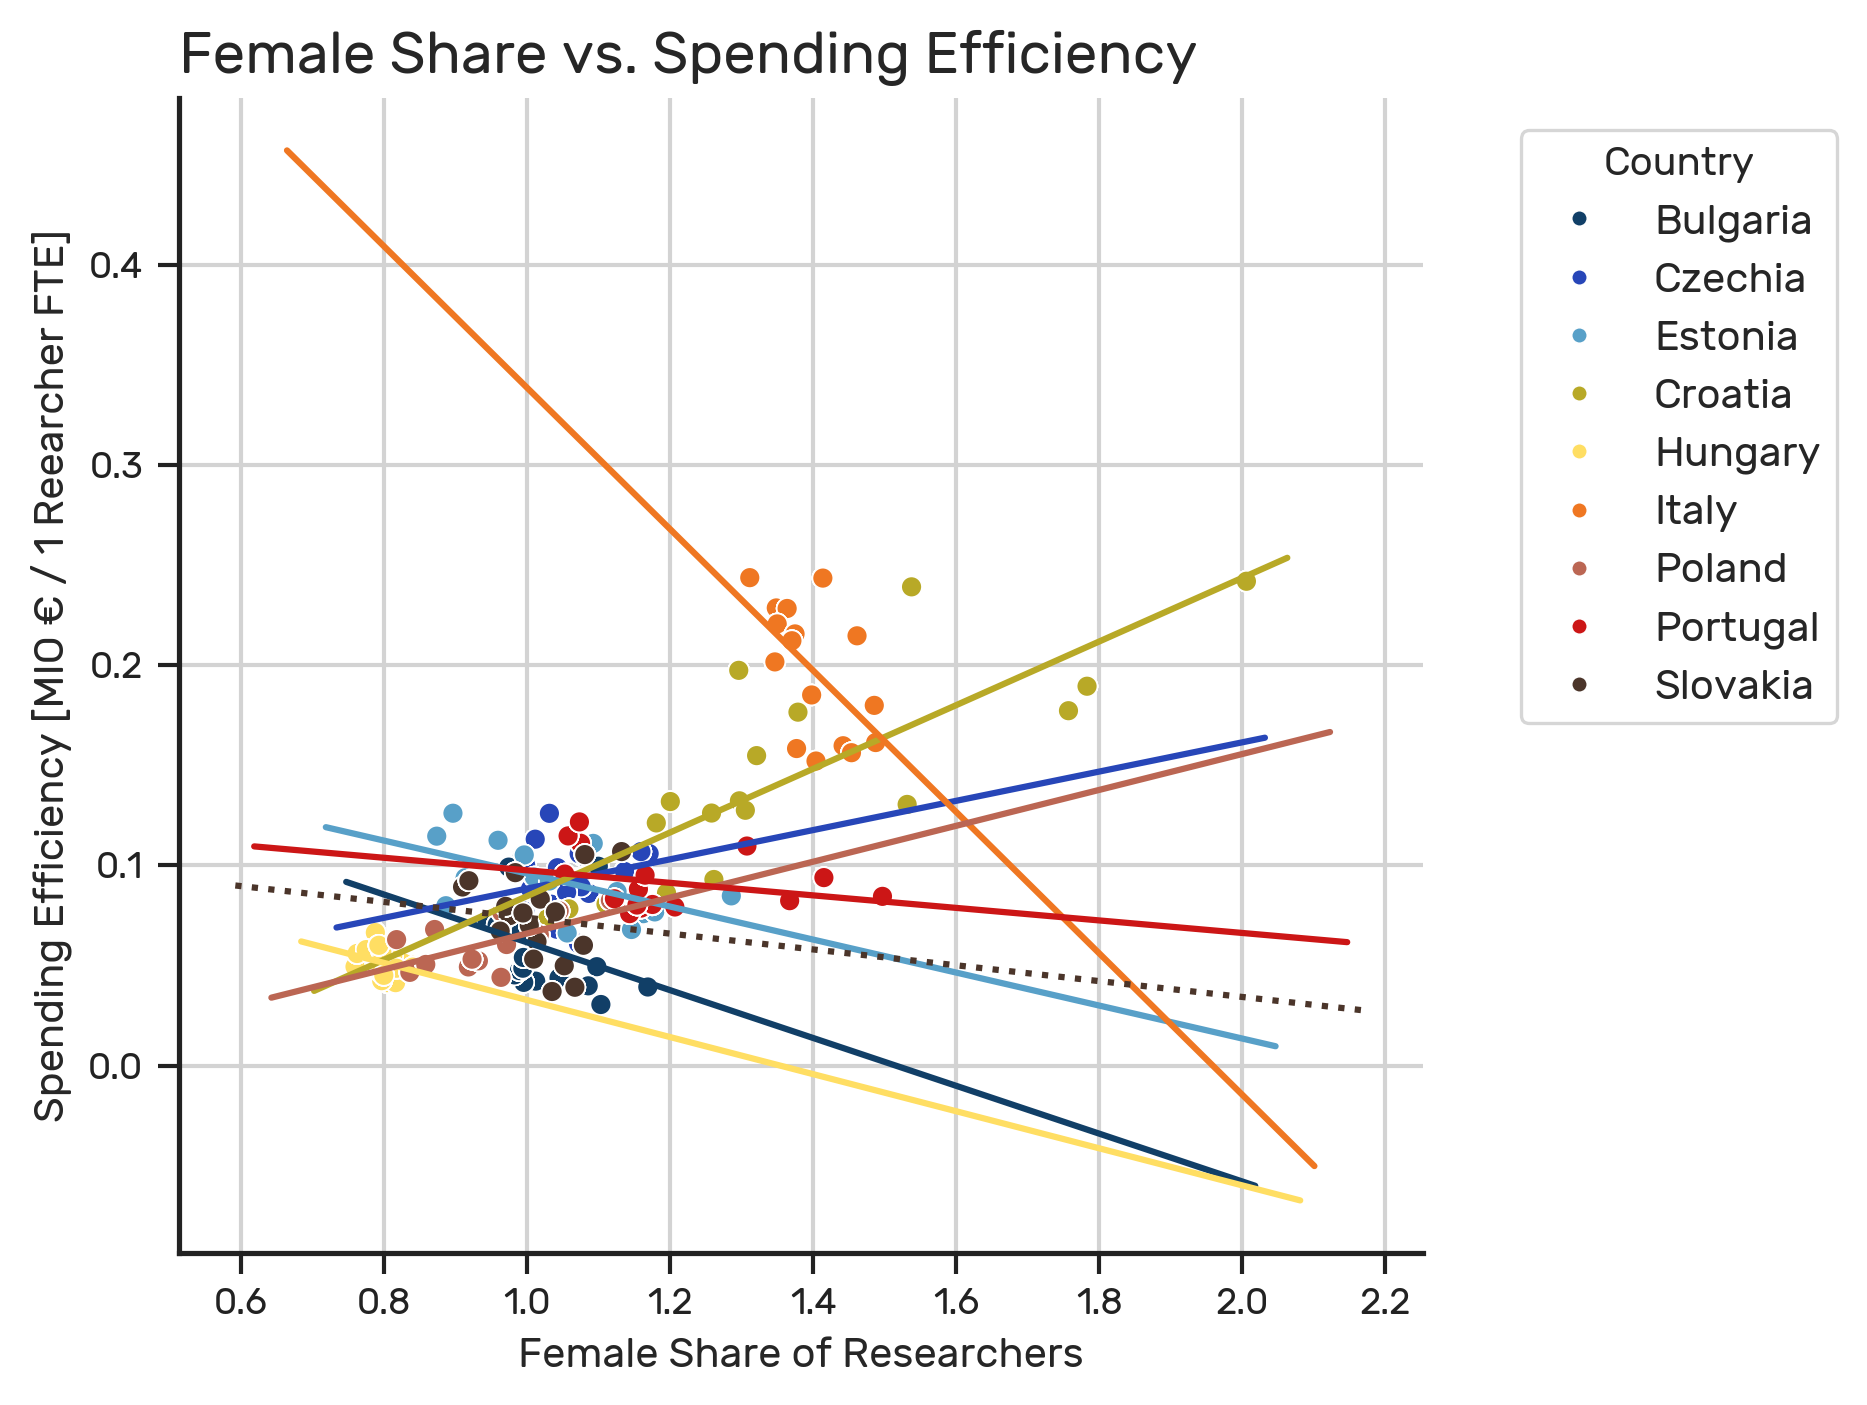 Female Share vs. Spending Efficiency
Spending Efficiency [MIO € / 1 Reearcher FTE]
0.4
0.3
0.2
0.1
0.0
0.6 0.8 1.0 1.2 1.4 1.6 1.8 2.0 2.2
Female Share of Researchers
Country
Bulgaria
Czechia
Estonia
Croatia
Hungary
Italy
Poland
Portugal
Slovakia